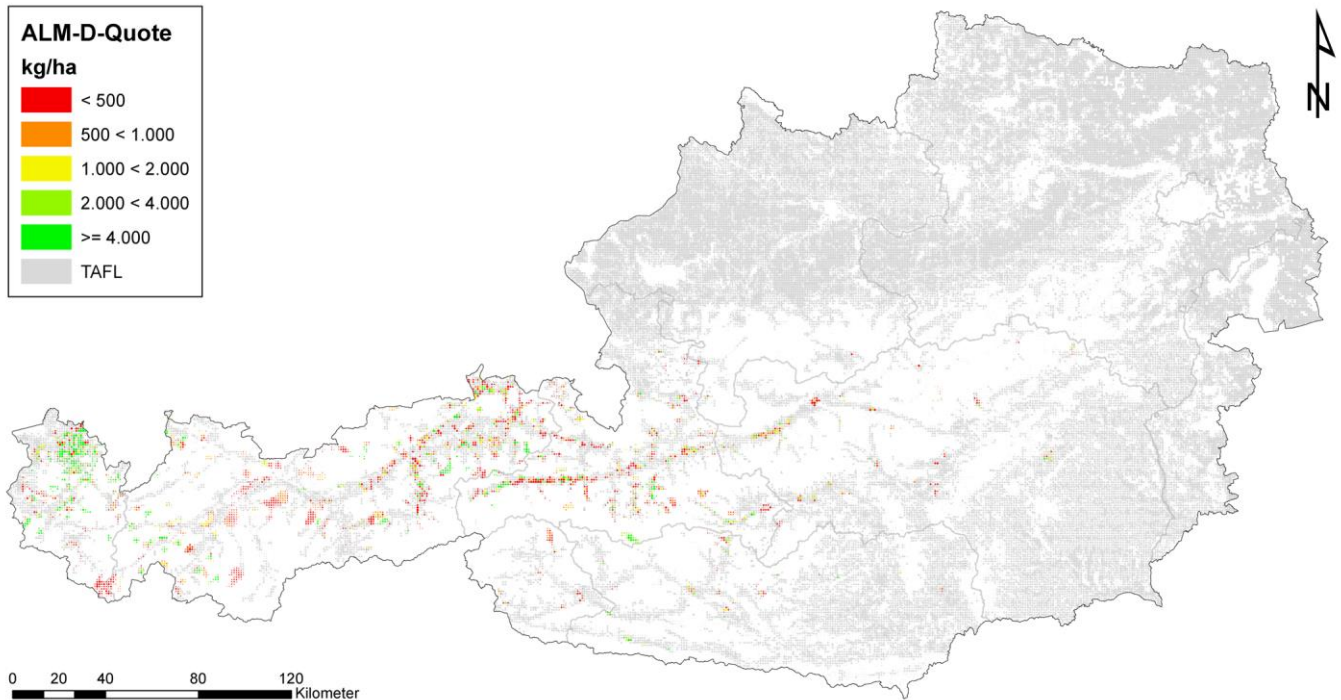 ALM-D-Quote
kg/ha
< 500
500 < 1.000
1.000 < 2.000
2.000 < 4.000
>= 4.000
TAFL
N
0 20 40 80 120
Kilometer